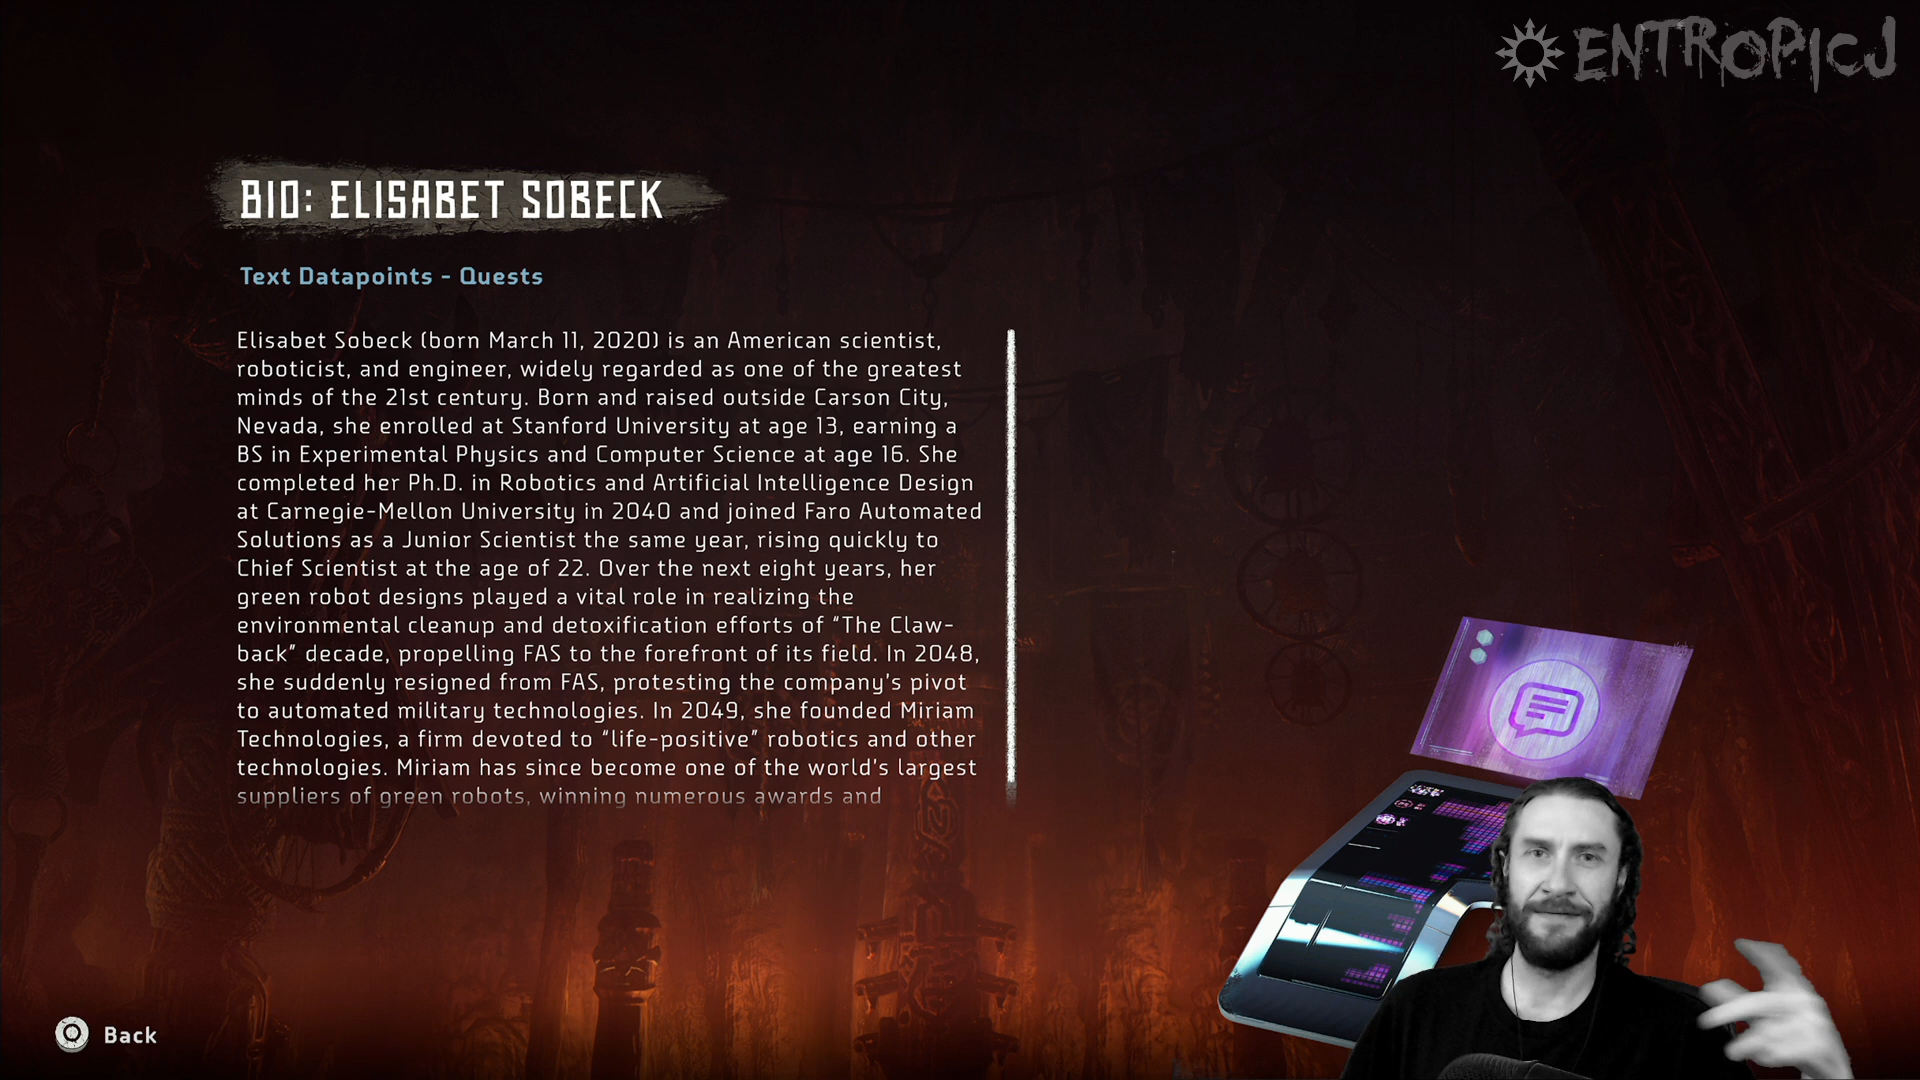 ENTROPICJ
BIO: ELISABET SOBECK
Text Datapoints - Quests
Elisabet Sobeck (born March 11, 2020) is an American scientist,
roboticist, and engineer, widely regarded as one of the greatest
minds of the 21st century. Born and raised outside Carson City,
Nevada, she enrolled at Stanford University at age 13, earning a
BS in Experimental Physics and Computer Science at age 16. She
completed her Ph.D. in Robotics and Artificial Intelligence Design
at Carnegie-Mellon University in 2040 and joined Faro Automated
Solutions as a Junior Scientist the same year, rising quickly to
Chief Scientist at the age of 22. Over the next eight years, her
green robot designs played a vital role in realizing the
environmental cleanup and detoxification efforts of “The Claw-
back” decade, propelling FAS to the forefront of its field. In 2048,
she suddenly resigned from FAS, protesting the company's pivot
to automated military technologies. In 2049, she founded Miriam
Technologies, a firm devoted to “life-positive” robotics and other
technologies. Miriam has since become one of the world's largest
suppliers of green robots, winning numerous awards and
Back